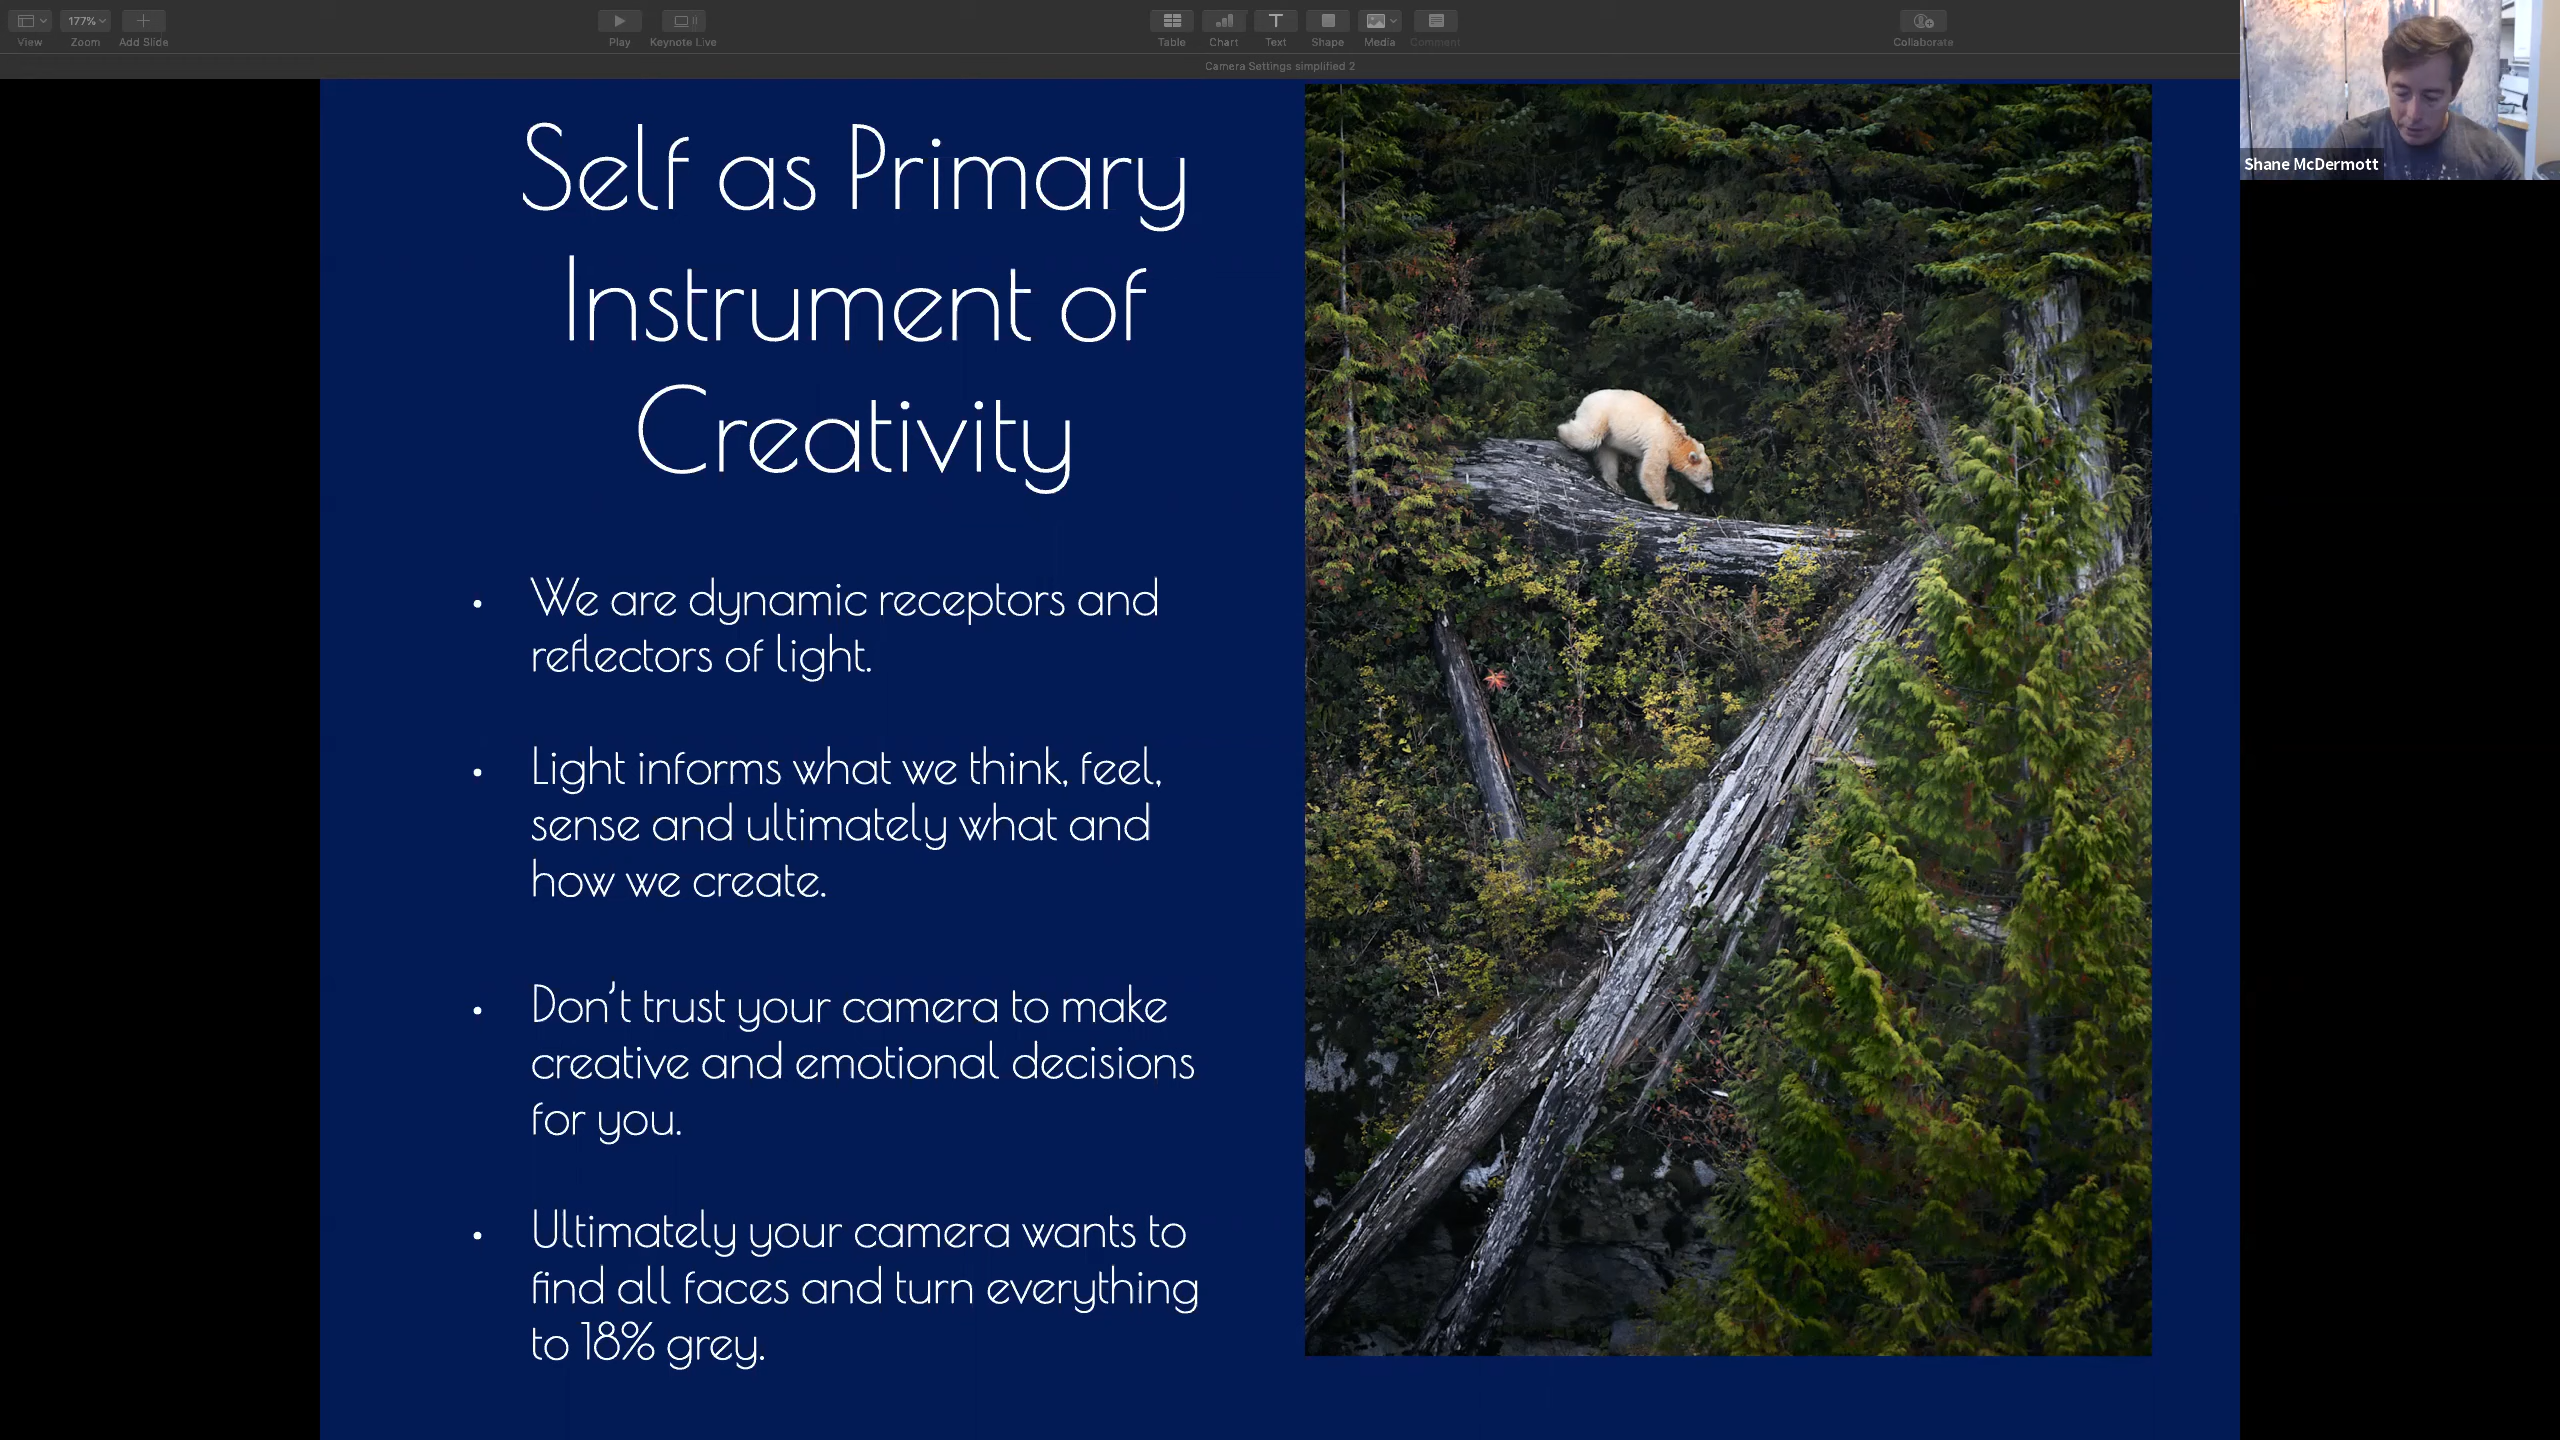 177%
View
Zoom
Add Slide
Play
Keynote Live
Table
Chart
Text
Shape
Media
Comment
Collaborate
Camera Settings simplified 2
Shane McDermott
Self as Primary
Instrument of
Creativity
• We are dynamic receptors and
reflectors of light.
• Light informs what we think, feel,
sense and ultimately what and
how we create.
• Don't trust your camera to make
creative and emotional decisions
for you.
• Ultimately your camera wants to
find all faces and turn everything
to 18% grey.